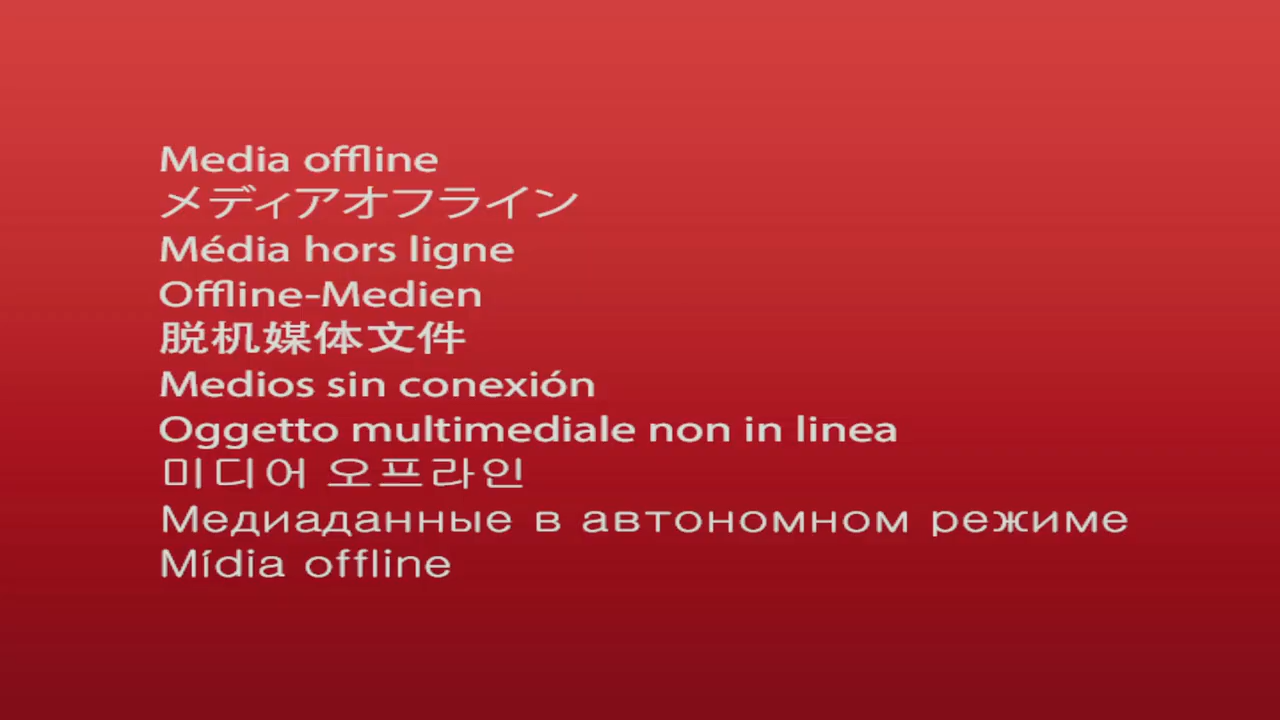 Media offline
メディアオフライン
Média hors ligne
Offline-Medien
脱机媒体文件
Medios sin conexión
Oggetto multimediale non in linea
미디어 오프라인
Медиаданные в автономном режиме
Mídia offline